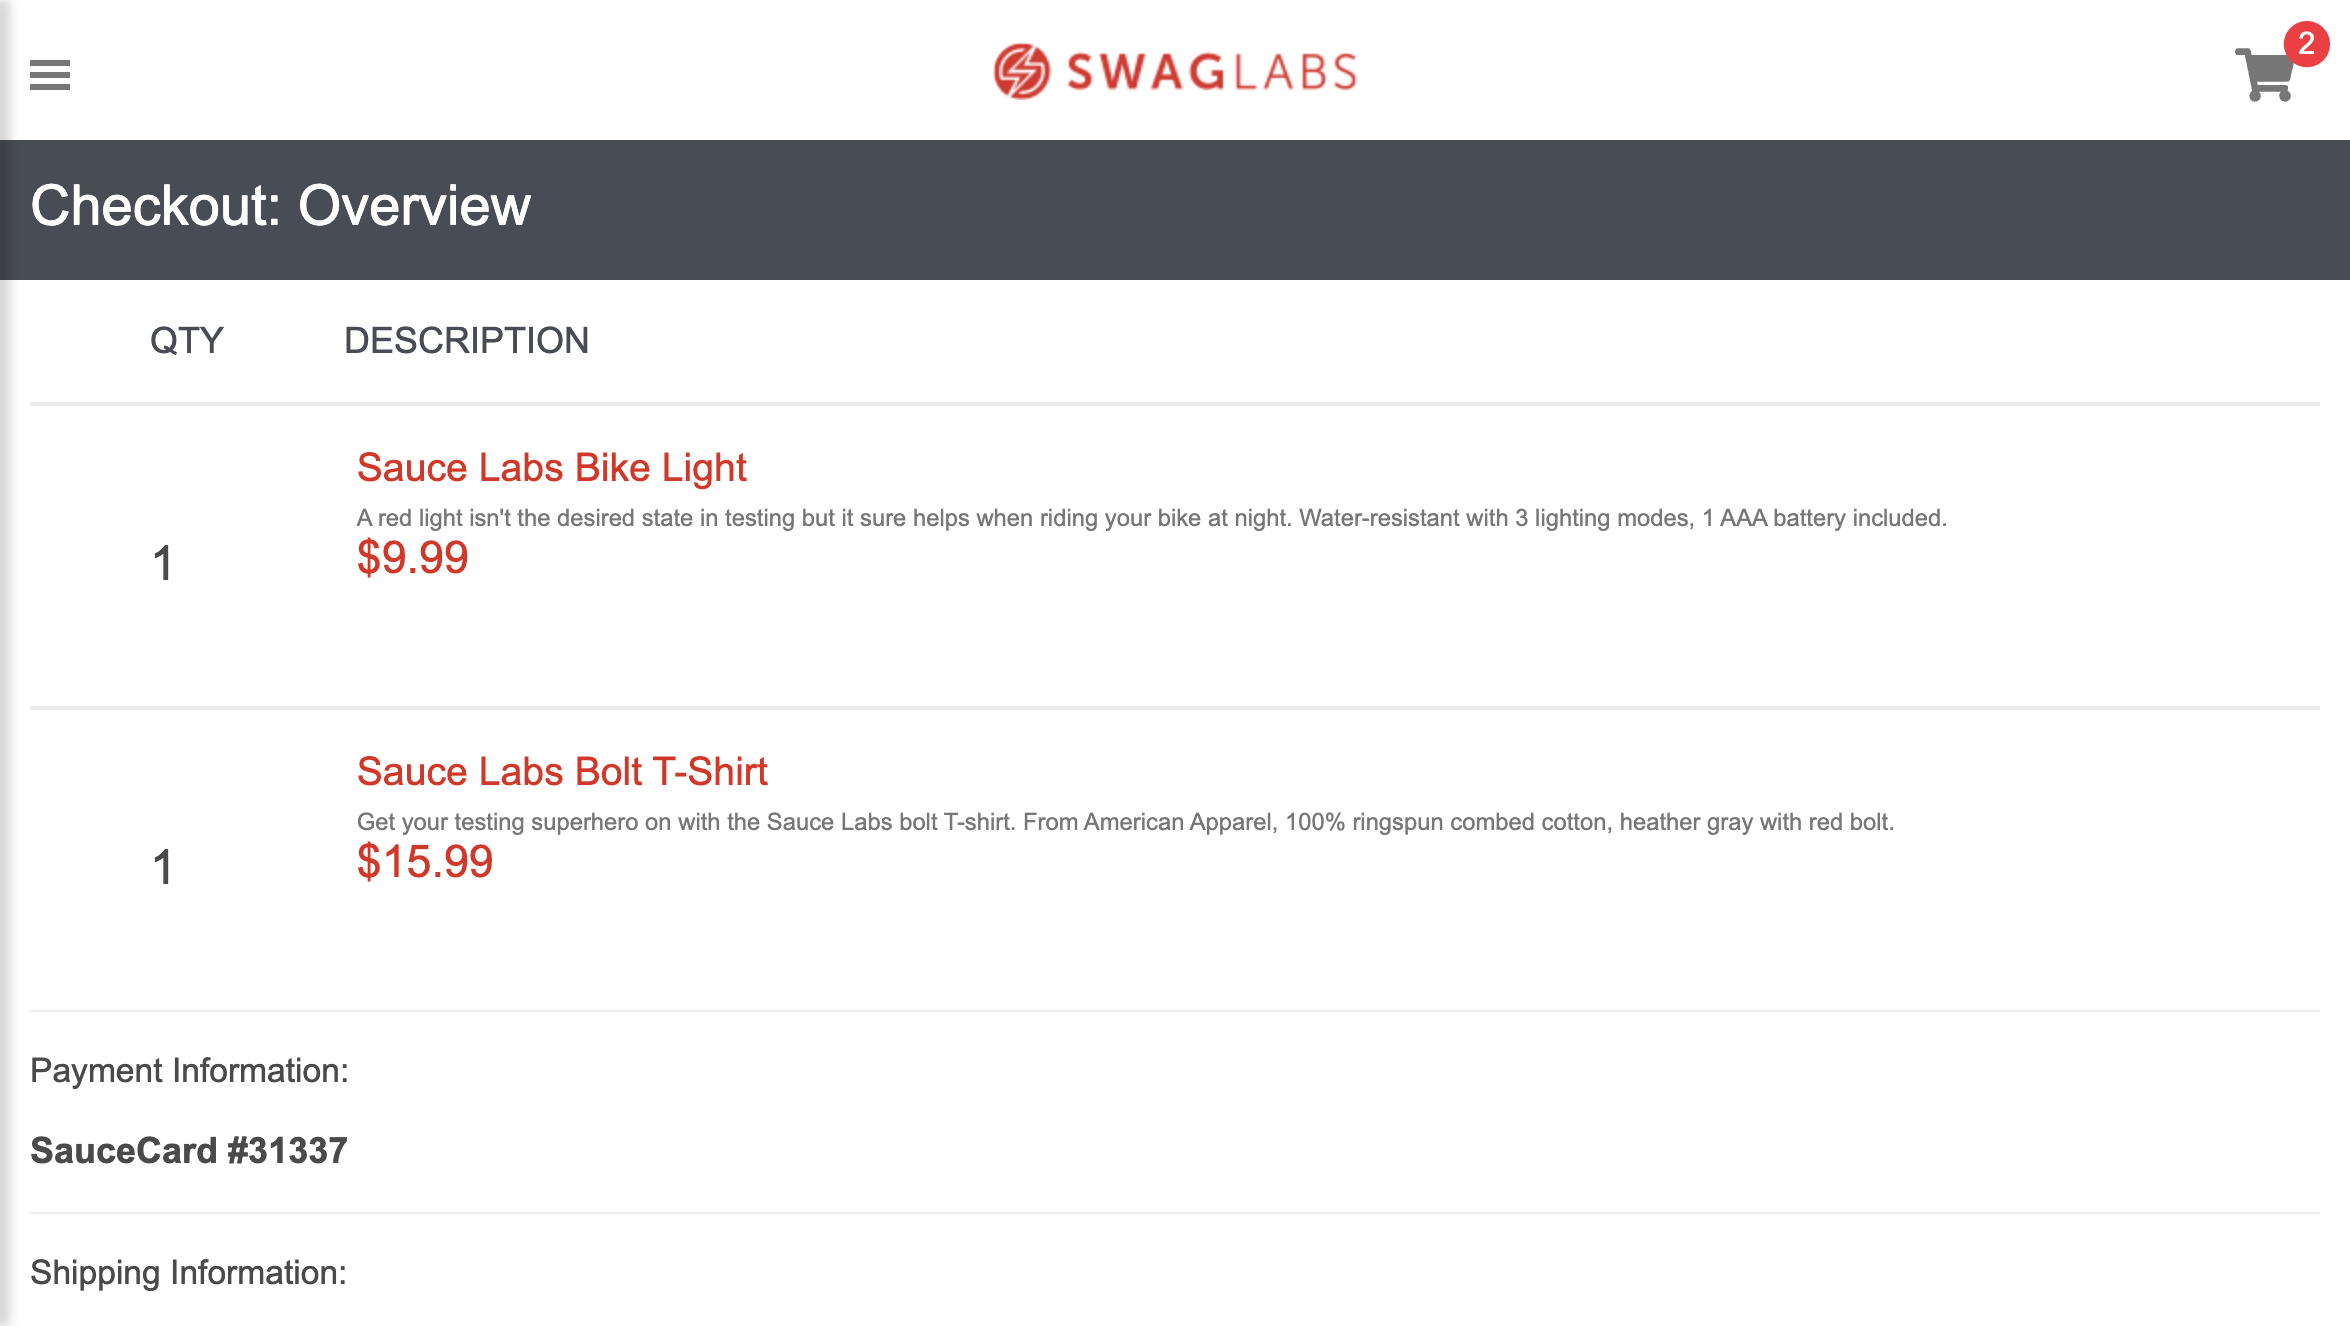 SWAGLABS
2
Checkout: Overview
QTY DESCRIPTION
Sauce Labs Bike Light
A red light isn't the desired state in testing but it sure helps when riding your bike at night. Water-resistant with 3 lighting modes, 1 AAA battery included.
1
$9.99
Sauce Labs Bolt T-Shirt
Get your testing superhero on with the Sauce Labs bolt T-shirt. From American Apparel, 100% ringspun combed cotton, heather gray with red bolt.
1
$15.99
Payment Information:
SauceCard #31337
Shipping Information: